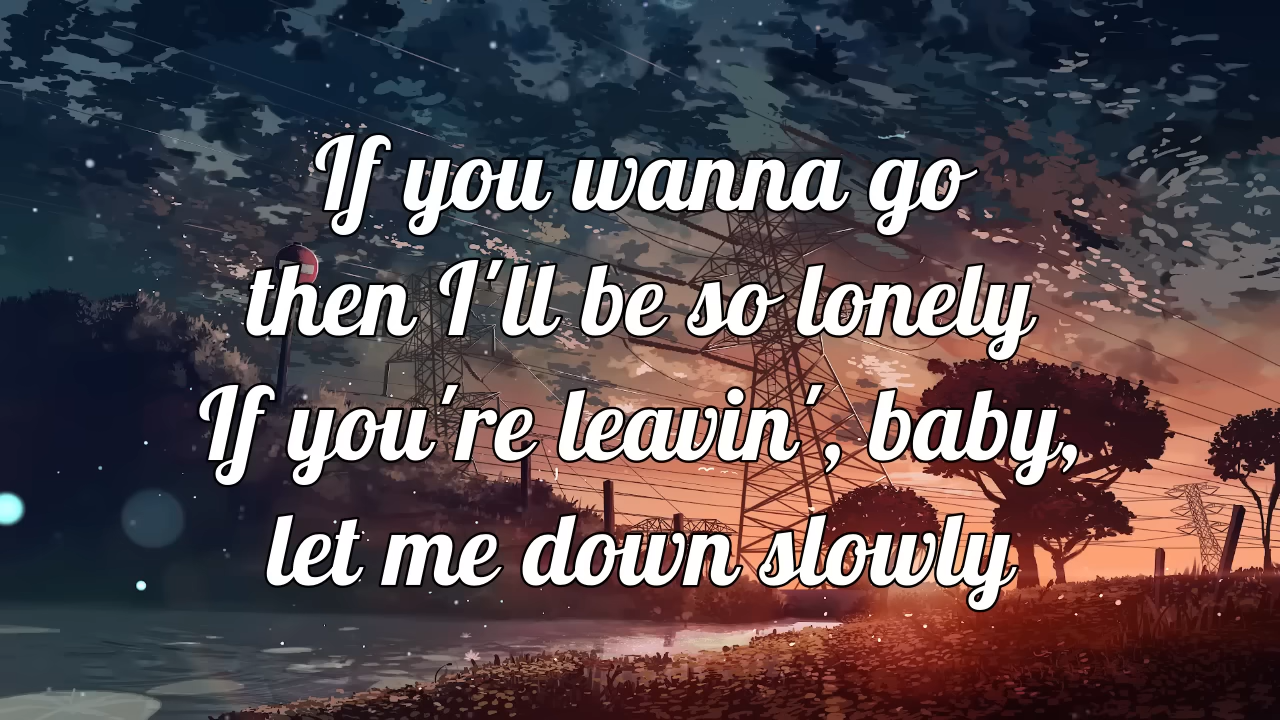 If you wanna go
then I'll be so lonely
If you're leavin', baby,
let me down slowly